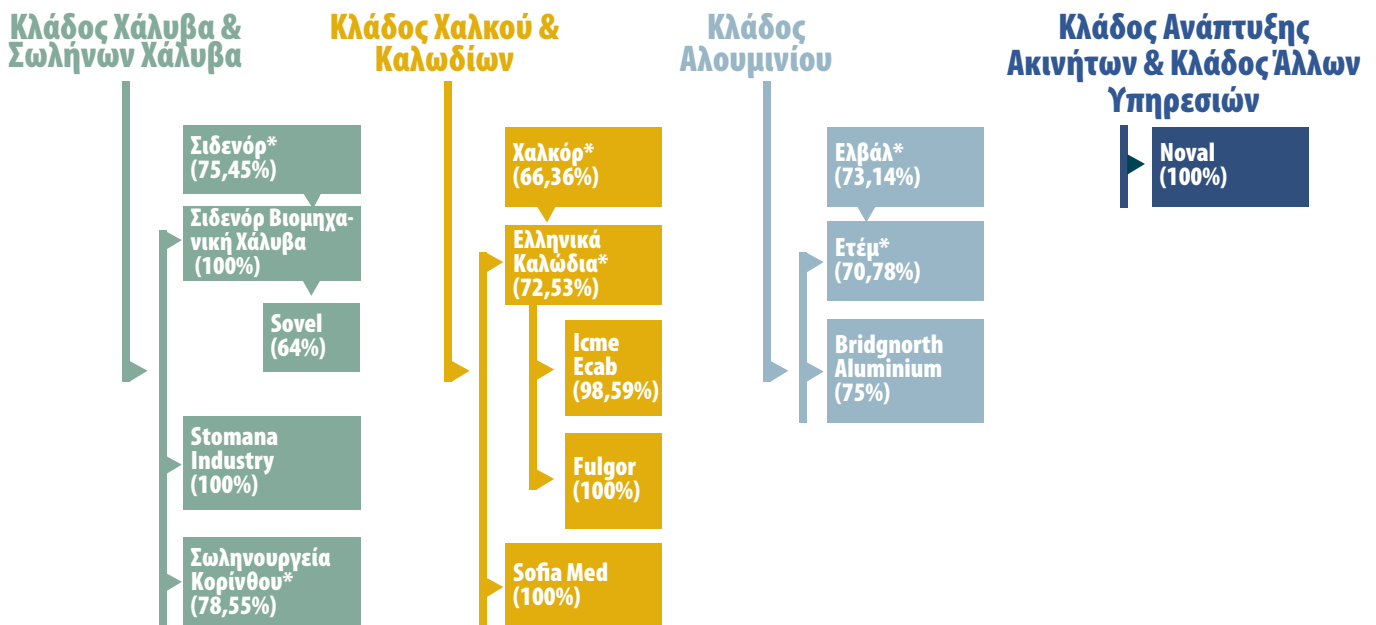 Κλάδος Χάλυβα &
Σωλήνων Χάλυβα
Σιδενόρ*
(75,45%)
Σιδενόρ Βιομηχα-
νική Χάλυβα
(100%)
Sovel
(64%)
Stomana
Industry
(100%)
Σωληνουργεία
Κορίνθου*
(78,55%)
Κλάδος Χαλκού &
Καλωδίων
Χαλκόρ*
(66,36%)
Ελληνικά
Καλώδια*
(72,53%)
Icme
Ecab
(98,59%)
Fulgor
(100%)
Sofia Med
(100%)
Κλάδος
Αλουμινίου
Ελβάλ*
(73,14%)
Ετέμ*
(70,78%)
Bridgnorth
Aluminium
(75%)
Κλάδος Ανάπτυξης
Ακινήτων & Κλάδος Άλλων
Υπηρεσιών
Noval
(100%)